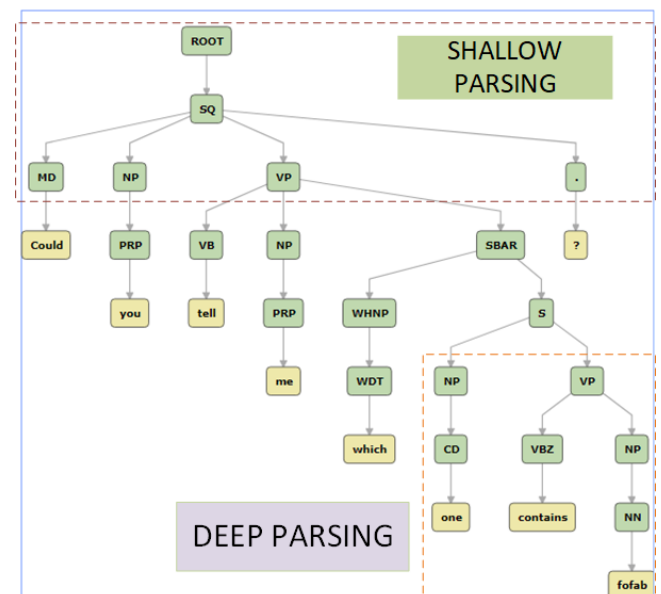 ROOT
SHALLOW
PARSING
SQ
MD NP VP .
Could PRP VB NP SBAR ?
you tell PRP WHNP S
me WDT NP VP
which CD VBZ NP
one contains NN
DEEP PARSING
fofab